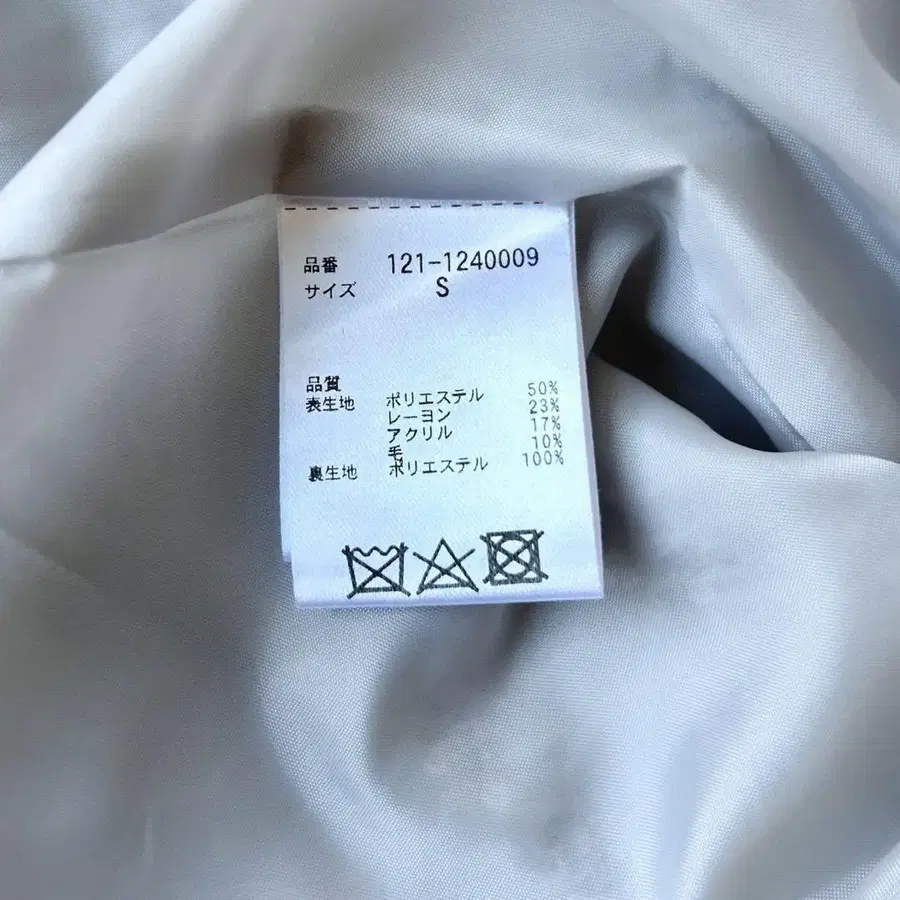 品番 121-1240009
サイズ S
品質
表生地 ポリエステル 50%
レーヨン 23%
アクリル 17%
毛 10%
裏生地 ポリエステル 100%